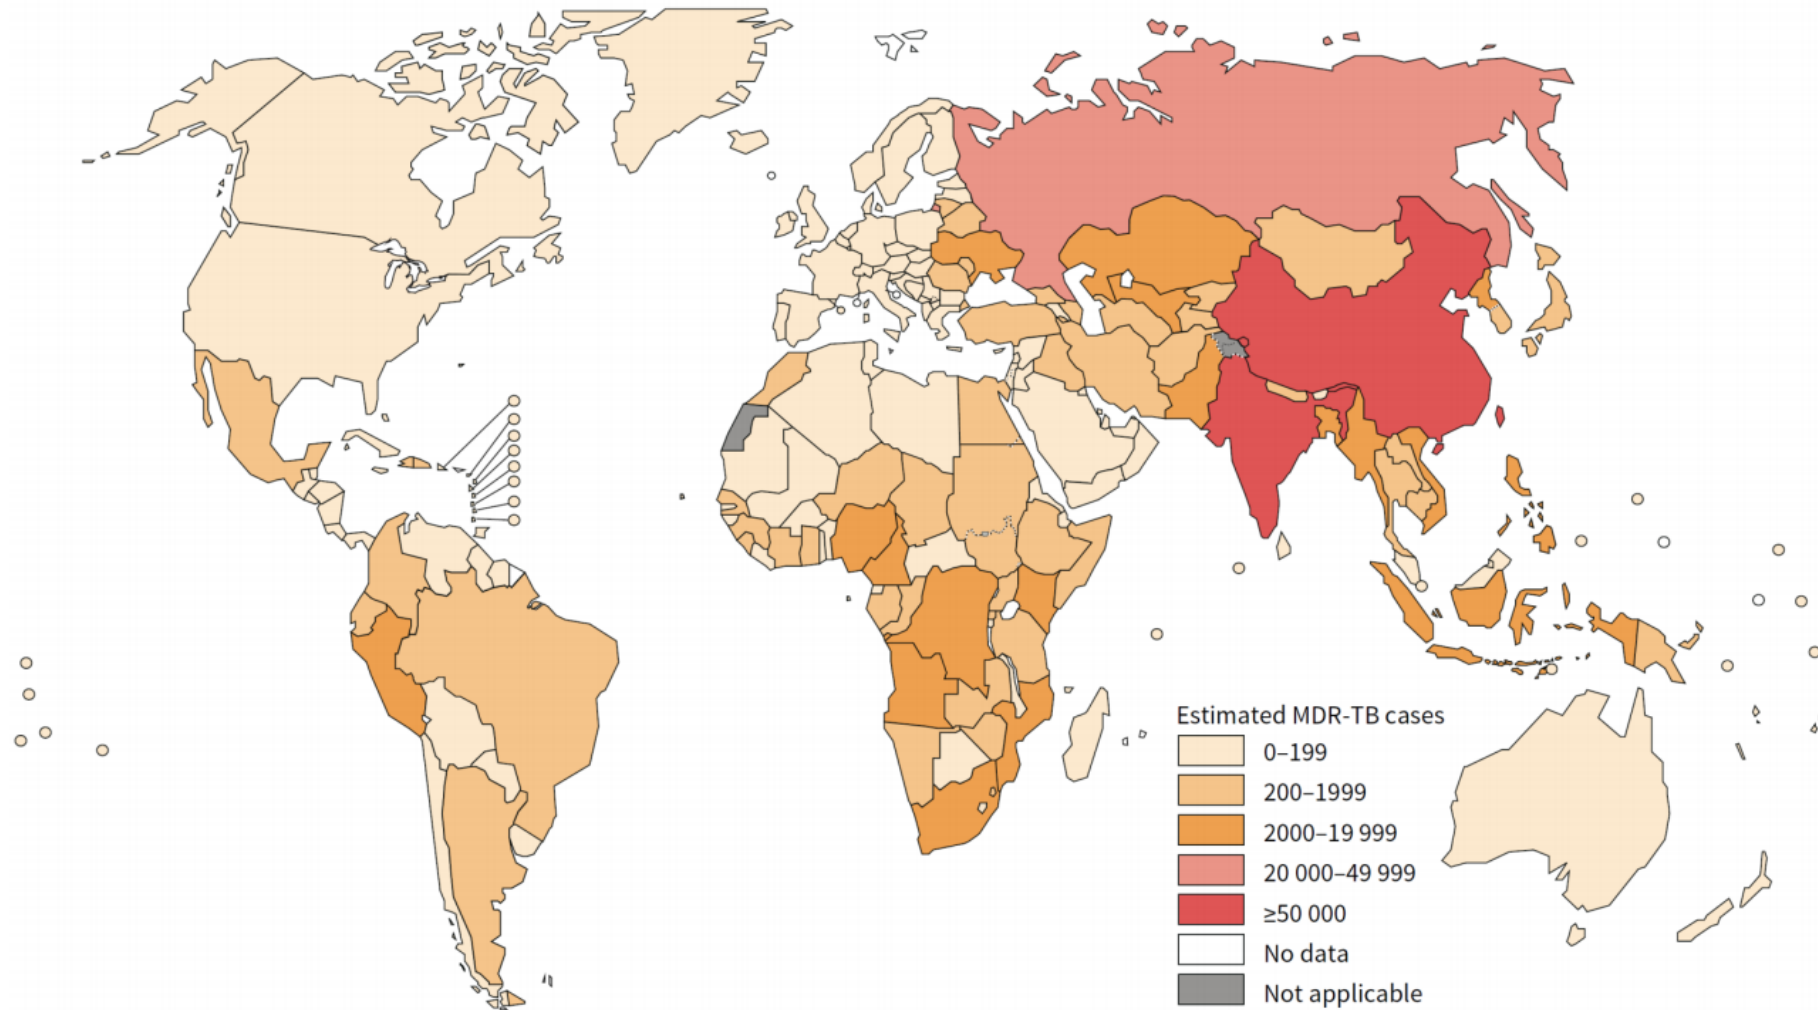 Estimated MDR-TB cases
0–199
200–1999
2000–19 999
20 000–49 999
≥50 000
No data
Not applicable